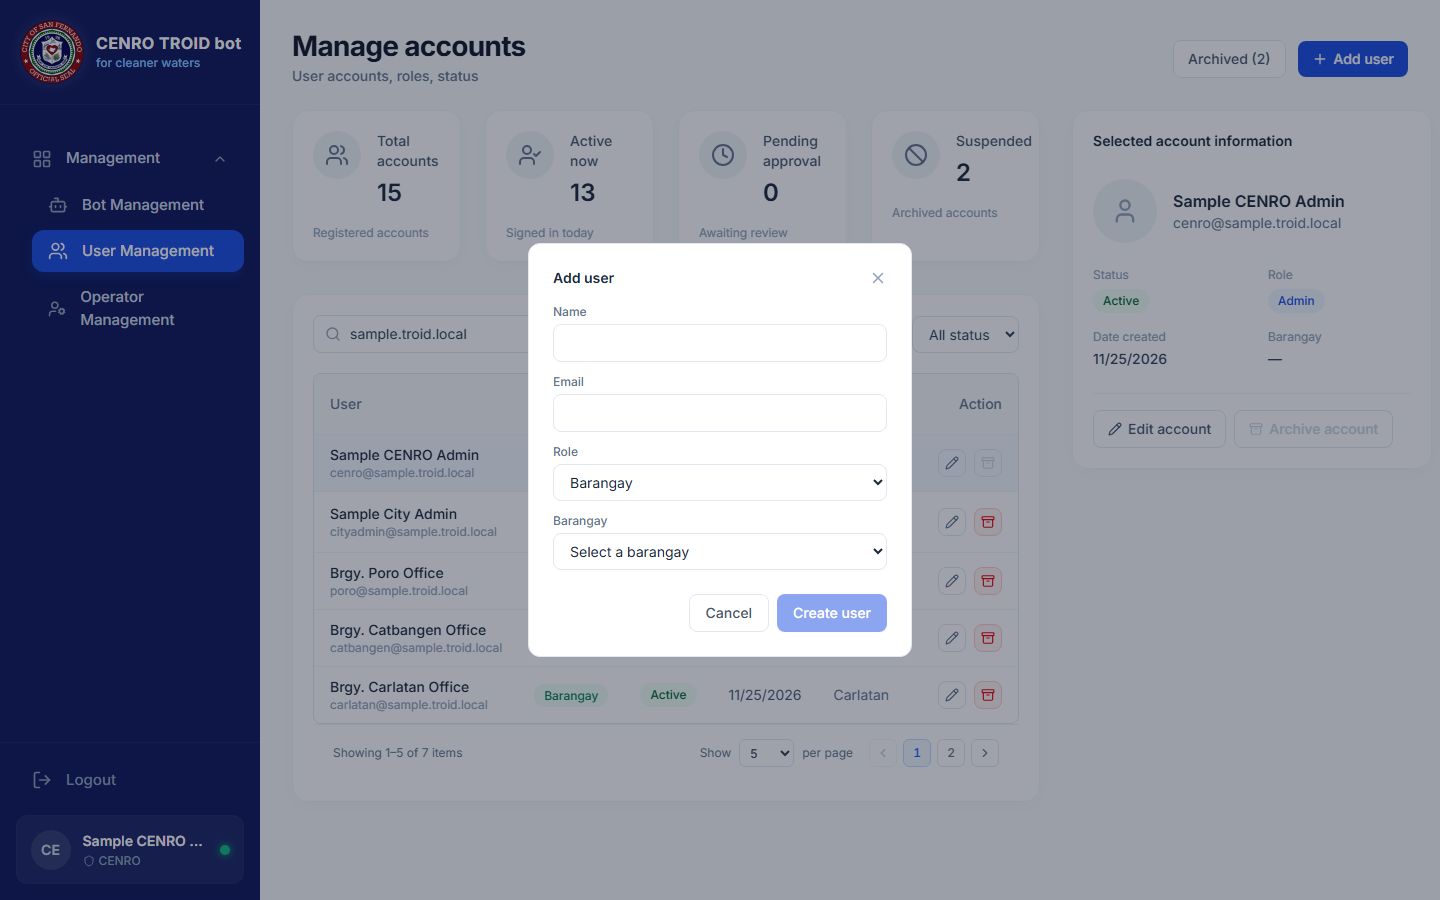 CITY OF SAN FERNANDO
OFFICIAL SEAL
CENRO TROID bot
for cleaner waters
Management
Bot Management
User Management
Operator
Management
Logout
CE
Sample CENRO ...
CENRO
Manage accounts
User accounts, roles, status
Archived (2)
+ Add user
Total
accounts
15
Registered accounts
Active
now
13
Signed in today
Pending
approval
0
Awaiting review
Suspended
2
Archived accounts
sample.troid.local
All status
User
Action
Sample CENRO Admin
cenro@sample.troid.local
Sample City Admin
cityadmin@sample.troid.local
Brgy. Poro Office
poro@sample.troid.local
Brgy. Catbangen Office
catbangen@sample.troid.local
Brgy. Carlatan Office
carlatan@sample.troid.local
Barangay
Active
11/25/2026
Carlatan
Showing 1–5 of 7 items
Show 5 per page
1
2
Add user
Name
Email
Role
Barangay
Barangay
Select a barangay
Cancel
Create user
Selected account information
Sample CENRO Admin
cenro@sample.troid.local
Status
Role
Active
Admin
Date created
Barangay
11/25/2026
—
Edit account
Archive account